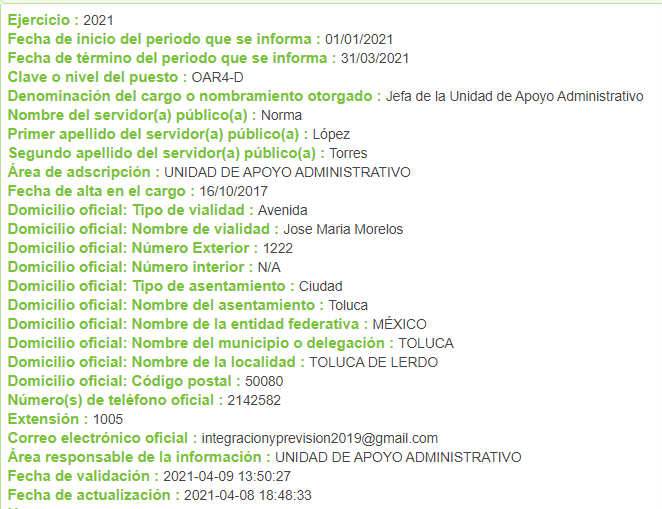 Ejercicio : 2021
Fecha de inicio del periodo que se informa : 01/01/2021
Fecha de término del periodo que se informa : 31/03/2021
Clave o nivel del puesto : OAR4-D
Denominación del cargo o nombramiento otorgado : Jefa de la Unidad de Apoyo Administrativo
Nombre del servidor(a) público(a) : Norma
Primer apellido del servidor(a) público(a) : López
Segundo apellido del servidor(a) público(a) : Torres
Área de adscripción : UNIDAD DE APOYO ADMINISTRATIVO
Fecha de alta en el cargo : 16/10/2017
Domicilio oficial: Tipo de vialidad : Avenida
Domicilio oficial: Nombre de vialidad : Jose Maria Morelos
Domicilio oficial: Número Exterior : 1222
Domicilio oficial: Número interior : N/A
Domicilio oficial: Tipo de asentamiento : Ciudad
Domicilio oficial: Nombre del asentamiento : Toluca
Domicilio oficial: Nombre de la entidad federativa : MÉXICO
Domicilio oficial: Nombre del municipio o delegación : TOLUCA
Domicilio oficial: Nombre de la localidad : TOLUCA DE LERDO
Domicilio oficial: Código postal : 50080
Número(s) de teléfono oficial : 2142582
Extensión : 1005
Correo electrónico oficial : integracionyprevision2019@gmail.com
Área responsable de la información : UNIDAD DE APOYO ADMINISTRATIVO
Fecha de validación : 2021-04-09 13:50:27
Fecha de actualización : 2021-04-08 18:48:33